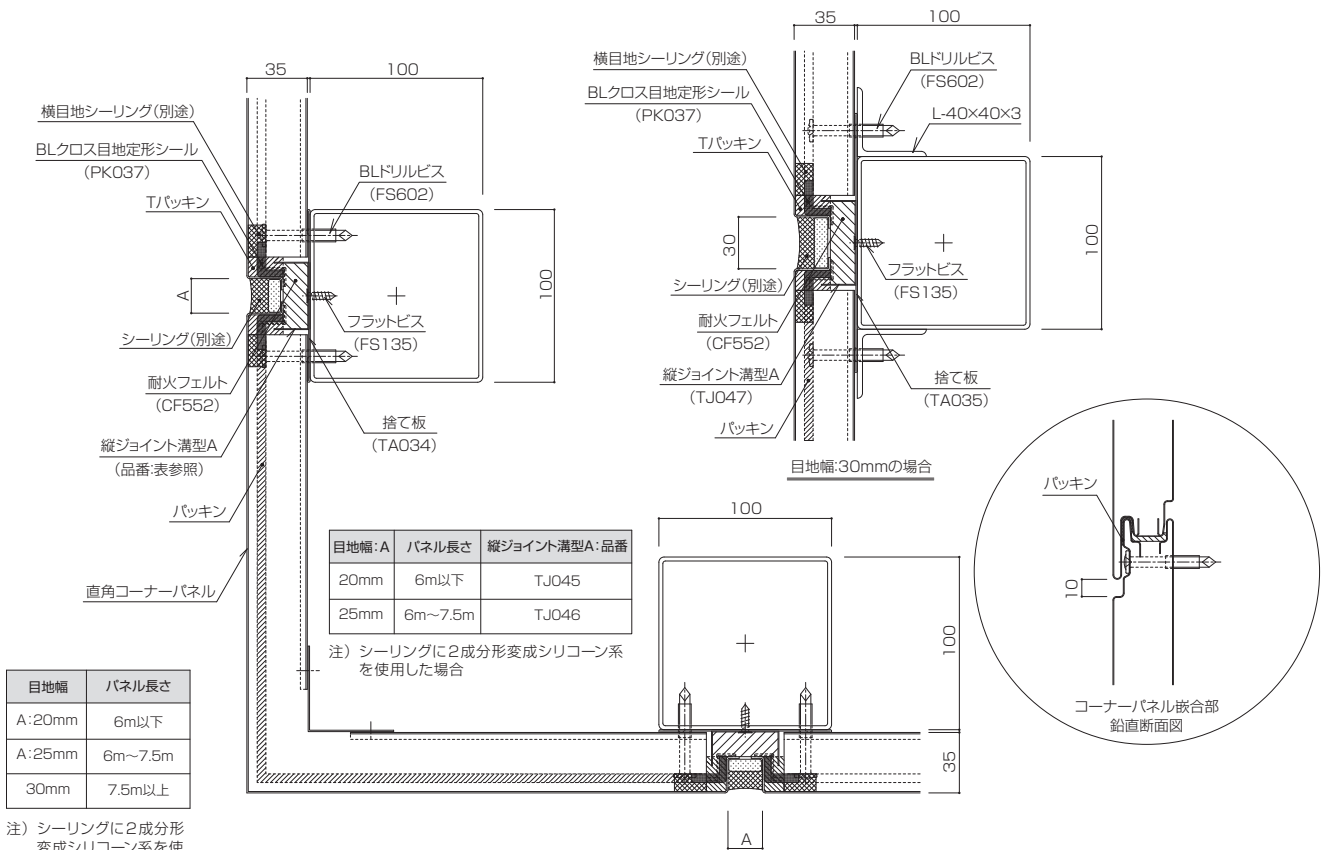 35
100
横目地シーリング(別途)
BLクロス目地定形シール
(PK037)
Tパッキン
BLドリルビス
(FS602)
A
100
シーリング(別途)
フラットビス
(FS135)
耐火フェルト
(CF552)
捨て板
(TA034)
縦ジョイント溝型A
(品番:表参照)
パッキン
直角コーナーパネル
35
100
横目地シーリング(別途)
BLドリルビス
(FS602)
BLクロス目地定形シール
(PK037)
L-40×40×3
Tパッキン
30
100
シーリング(別途)
フラットビス
(FS135)
耐火フェルト
(CF552)
縦ジョイント溝型A
(TJ047)
捨て板
(TA035)
パッキン
目地幅:30mmの場合
目地幅:A パネル長さ 縦ジョイント溝型A:品番
20mm 6m以下 TJ045
25mm 6m〜7.5m TJ046
注) シーリングに2成分形変成シリコーン系
を使用した場合
100
100
35
A
パッキン
10
コーナーパネル嵌合部
鉛直断面図
目地幅 パネル長さ
A:20mm 6m以下
A:25mm 6m〜7.5m
30mm 7.5m以上
注) シーリングに2成分形
変成シリコーン系を使